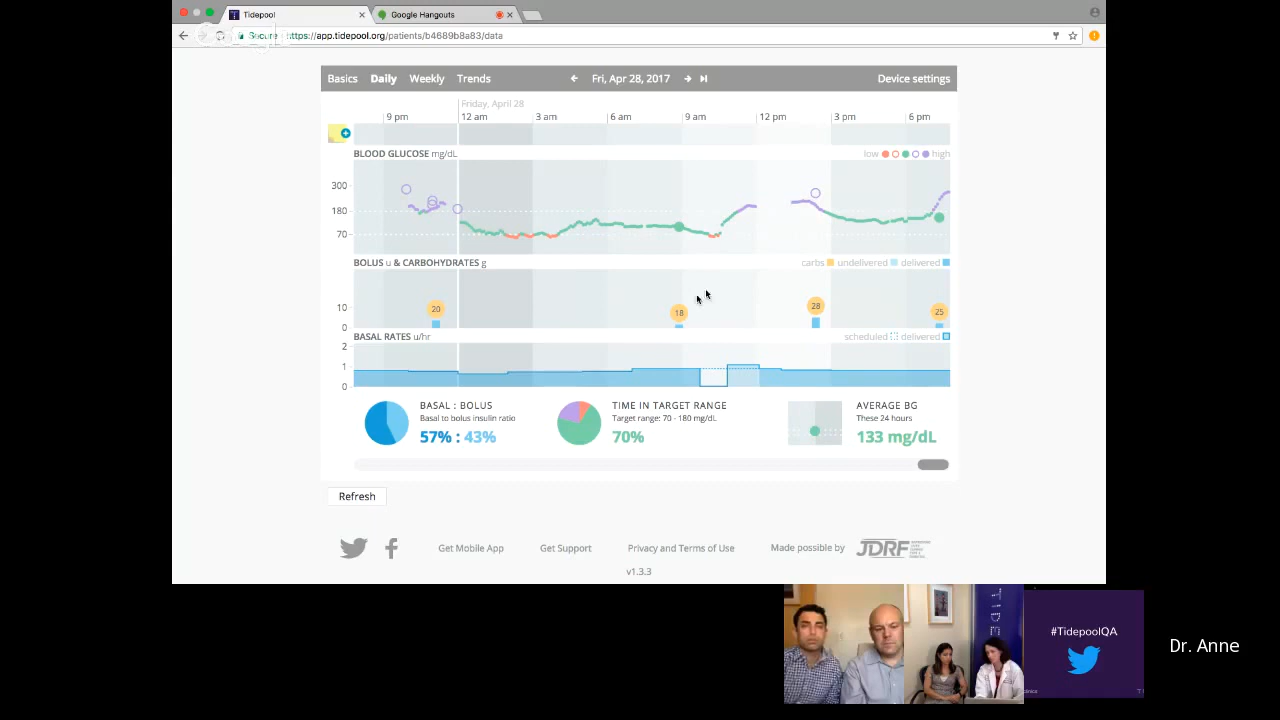 Tidepool
Google Hangouts
Secure https://app.tidepool.org/patients/b4689b8a83/data
Basics Daily Weekly Trends Fri, Apr 28, 2017 Device settings
Friday, April 28
9 pm 12 am 3 am 6 am 9 am 12 pm 3 pm 6 pm
BLOOD GLUCOSE mg/dL low high
300
180
70
BOLUS u & CARBOHYDRATES g carbs undelivered delivered
10
0
20 18 28 25
BASAL RATES u/hr scheduled delivered
2
1
0
BASAL : BOLUS
Basal to bolus insulin ratio
57% : 43%
TIME IN TARGET RANGE
Target range: 70 - 180 mg/dL
70%
AVERAGE BG
These 24 hours
133 mg/dL
Refresh
Get Mobile App Get Support Privacy and Terms of Use Made possible by JDRF
v1.3.3
TIDE
#TidepoolQA
Dr. Anne